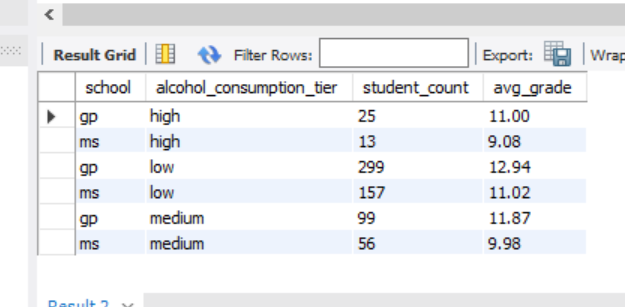 Result Grid Filter Rows: Export: Wrap
school alcohol_consumption_tier student_count avg_grade
gp high 25 11.00
ms high 13 9.08
gp low 299 12.94
ms low 157 11.02
gp medium 99 11.87
ms medium 56 9.98
Result 2